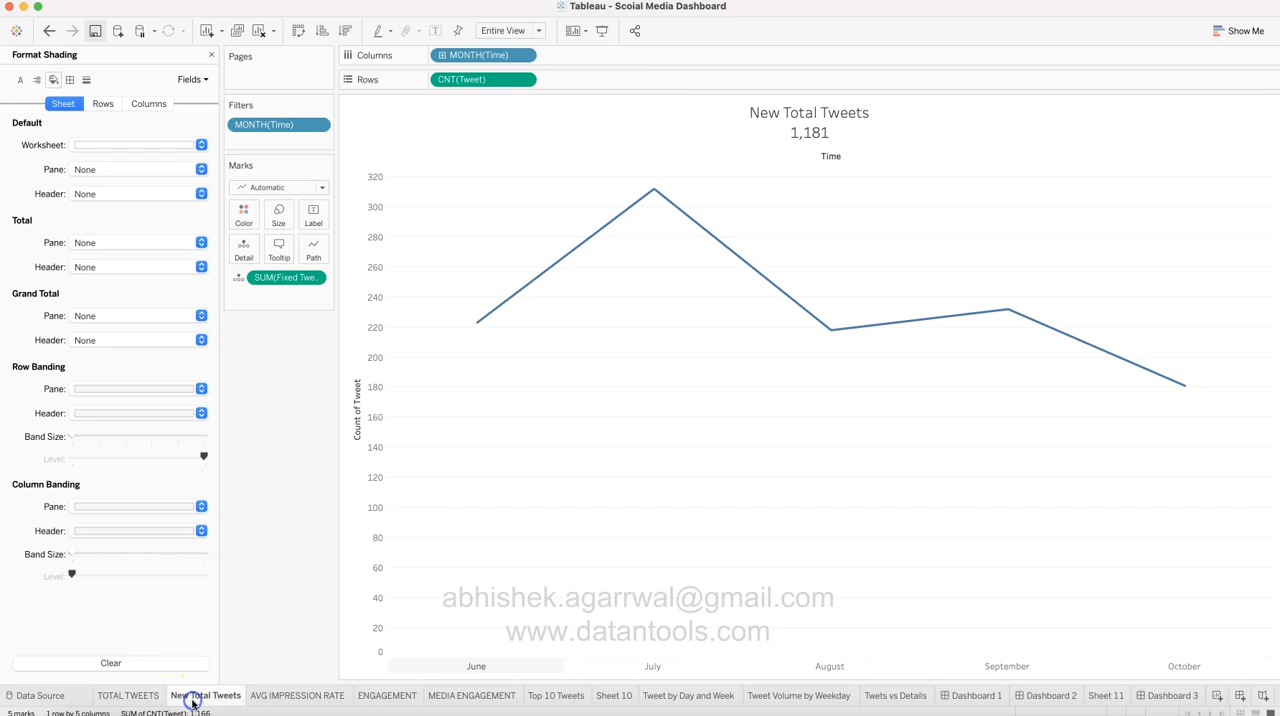 Tableau - Scoial Media Dashboard
Entire View
Show Me
Format Shading
Fields
Sheet
Rows
Columns
Default
Worksheet:
Pane: None
Header: None
Total
Pane: None
Header: None
Grand Total
Pane: None
Header: None
Row Banding
Pane:
Header:
Band Size:
Level:
Column Banding
Pane:
Header:
Band Size:
Level:
Clear
Pages
Filters
MONTH(Time)
Marks
Automatic
Color
Size
Label
Detail
Tooltip
Path
SUM(Fixed Twe..
Columns
MONTH(Time)
Rows
CNT(Tweet)
New Total Tweets
1,181
Time
Count of Tweet
320
300
280
260
240
220
200
180
160
140
120
100
80
60
40
20
0
June
July
August
September
October
abhishek.agarrwal@gmail.com
www.datantools.com
Data Source
TOTAL TWEETS
New Total Tweets
AVG IMPRESSION RATE
ENGAGEMENT
MEDIA ENGAGEMENT
Top 10 Tweets
Sheet 10
Tweet by Day and Week
Tweet Volume by Weekday
Twets vs Details
Dashboard 1
Dashboard 2
Sheet 11
Dashboard 3
5 marks
1 row by 5 columns
SUM of CNT(Tweet): 1,166